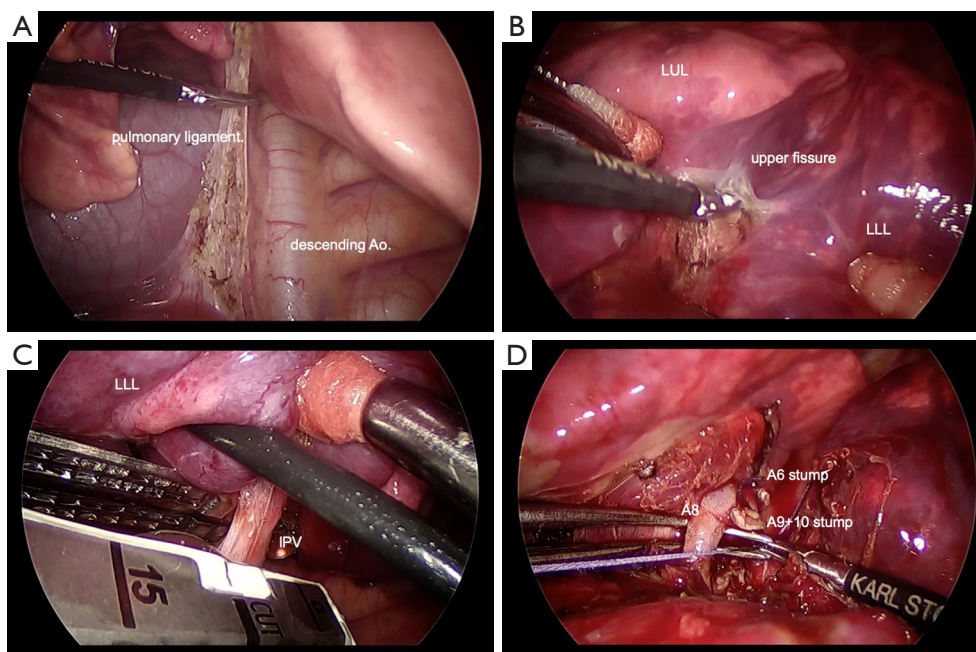 A
pulmonary ligament.
descending Ao.
B
LUL
upper fissure
LLL
C
LLL
IPV
15
CUT
D
A6 stump
A8
A9+10 stump
KARL STO